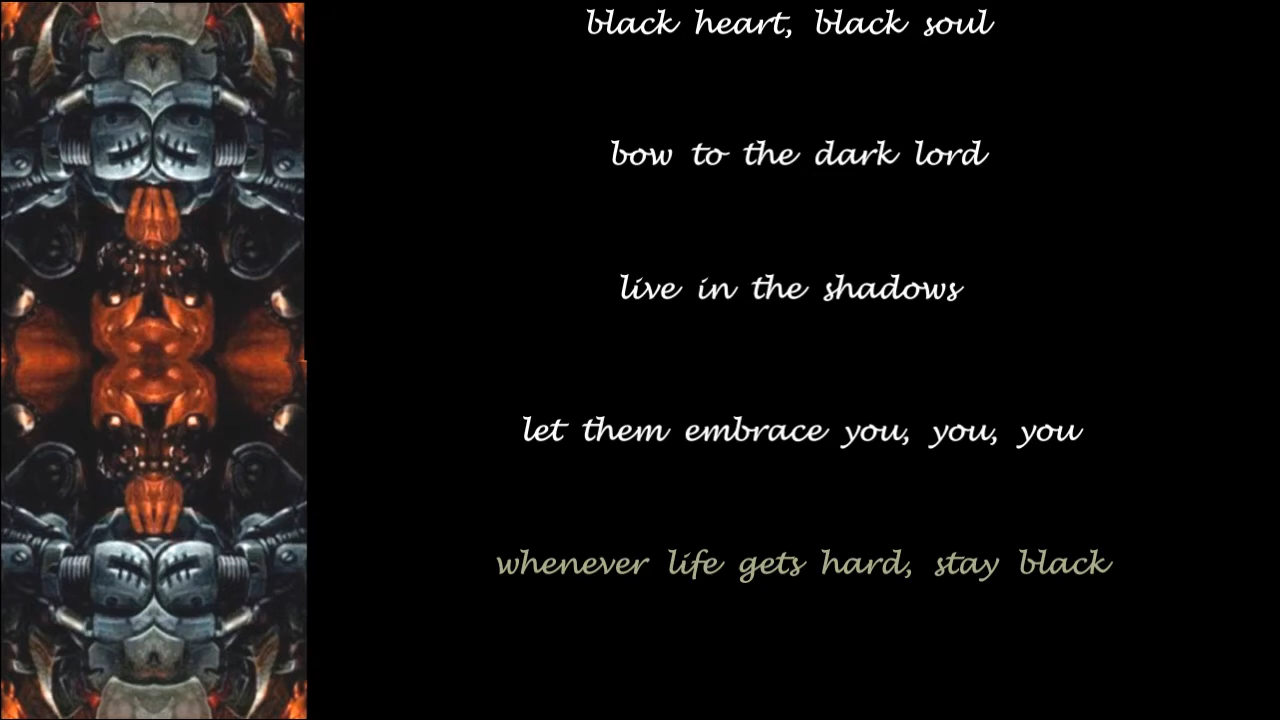 black heart, black soul
bow to the dark lord
live in the shadows
let them embrace you, you, you
whenever life gets hard, stay black